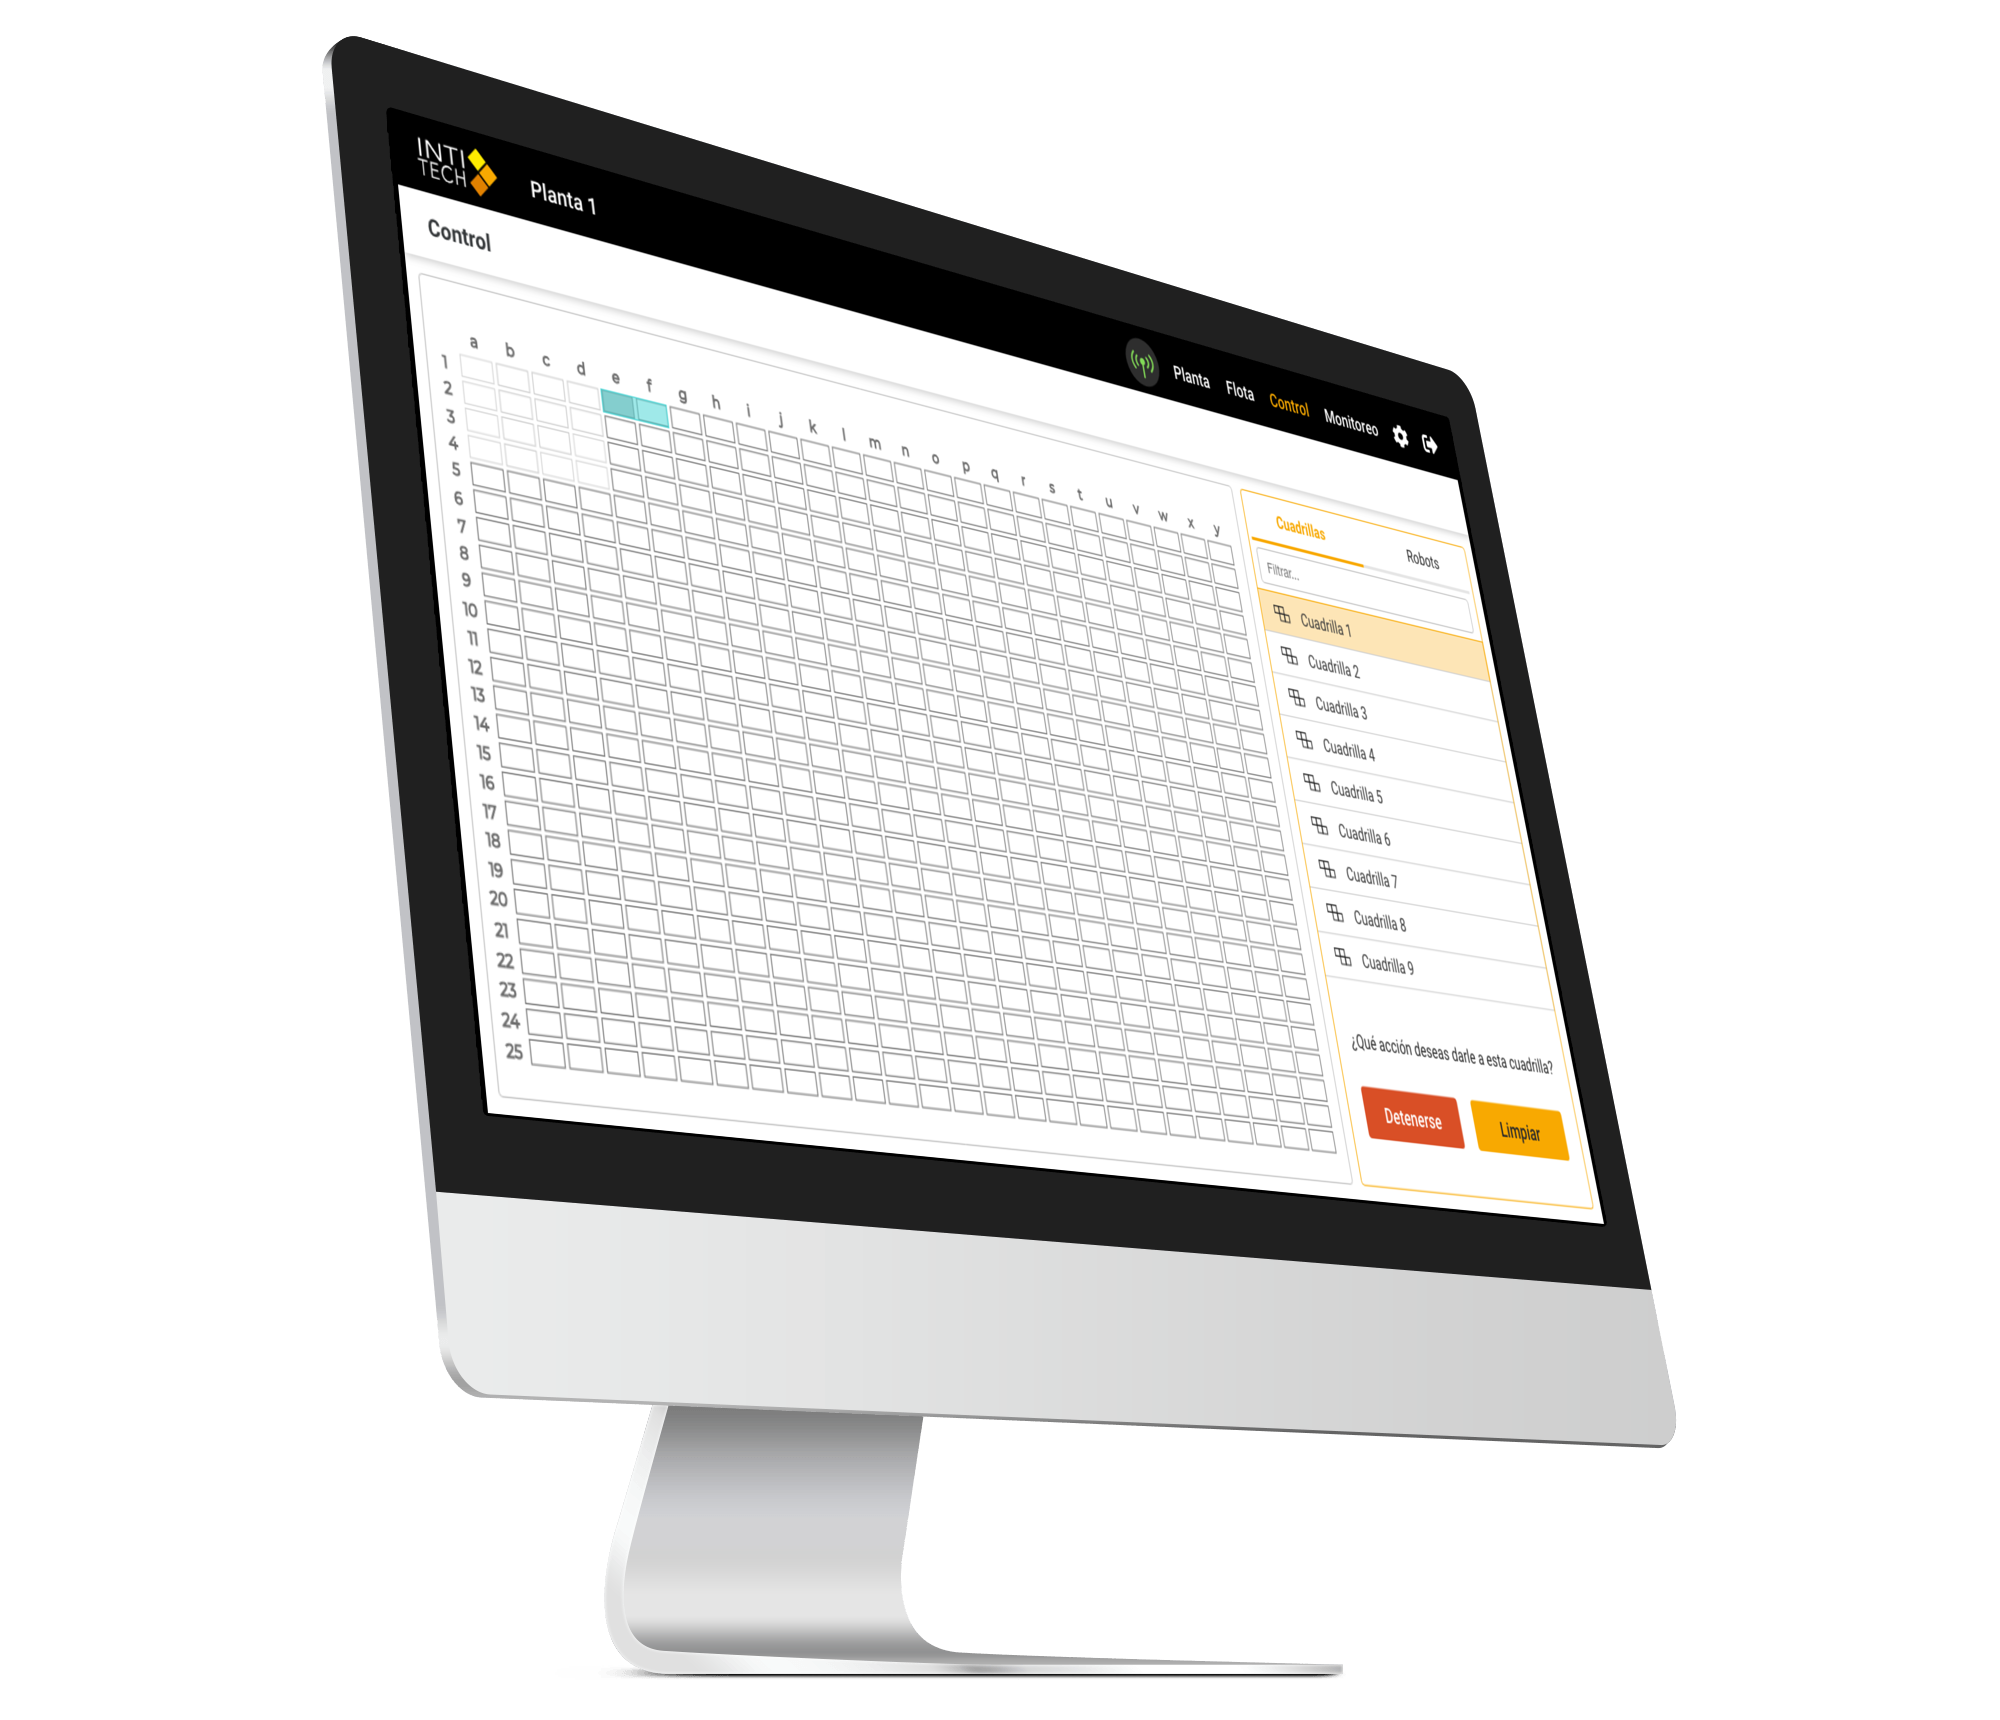 INTI
TECH
Planta 1
Planta Flota Control Monitoreo
Control
a b c d e f g h i j k l m n o p q r s t u v w x y
1
2
3
4
5
6
7
8
9
10
11
12
13
14
15
16
17
18
19
20
21
22
23
24
25
Cuadrillas Robots
Filtrar...
Cuadrilla 1
Cuadrilla 2
Cuadrilla 3
Cuadrilla 4
Cuadrilla 5
Cuadrilla 6
Cuadrilla 7
Cuadrilla 8
Cuadrilla 9
¿Qué acción deseas darle a esta cuadrilla?
Detenerse Limpiar